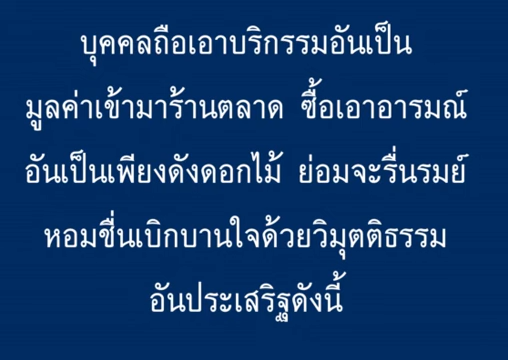 บุคคลถือเอาบริกรรมอันเป็น
มูลค่าเข้ามาร้านตลาด ซื้อเอาอารมณ์
อันเป็นเพียงดังดอกไม้ ย่อมจะรื่นรมย์
หอมชื่นเบิกบานใจด้วยวิมุตติธรรม
อันประเสริฐดังนี้